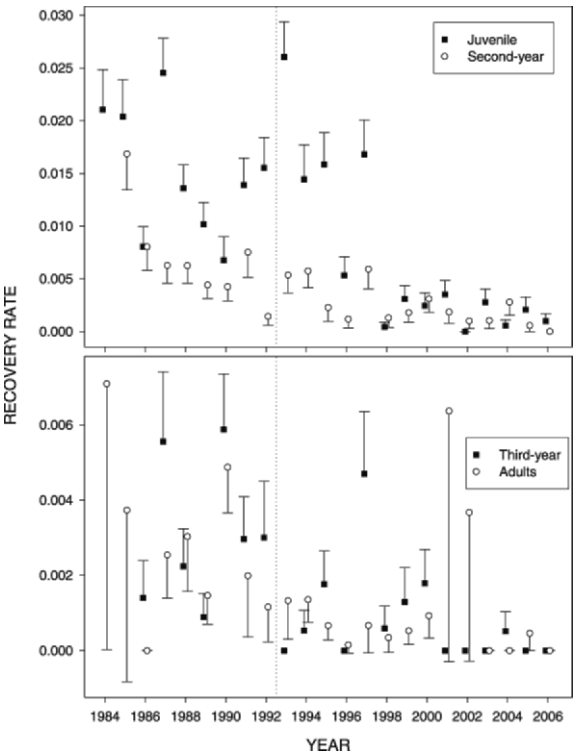 0.030
Juvenile
Second-year
0.025
0.020
0.015
0.010
0.005
0.000
RECOVERY RATE
0.006
Third-year
Adults
0.004
0.002
0.000
1984 1986 1988 1990 1992 1994 1996 1998 2000 2002 2004 2006
YEAR